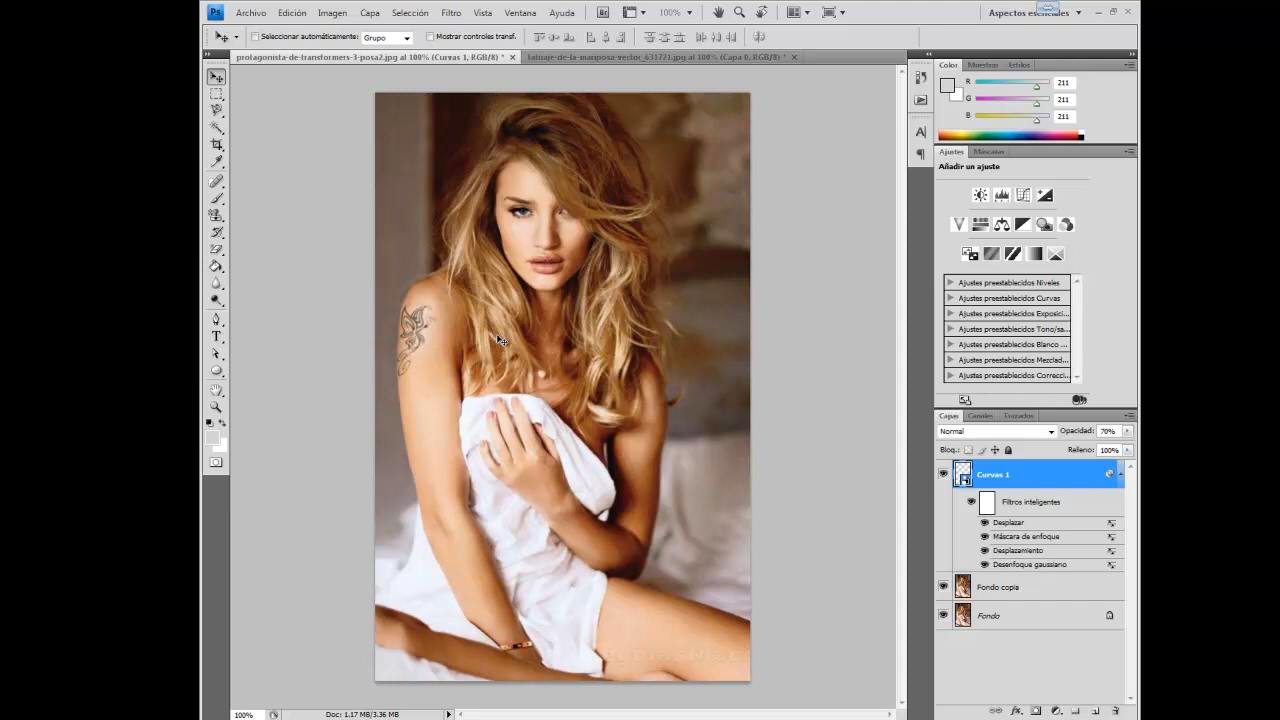 Ps Archivo Edición Imagen Capa Selección Filtro Vista Ventana Ayuda Br 100% Aspectos esenciales
Seleccionar automáticamente: Grupo Mostrar controles transf.
protagonista-de-transformers-3-posa2.jpg al 100% (Curvas 1, RGB/8) * tatuaje-de-la-mariposa-vector_631721.jpg al 100% (Capa 0, RGB/8) *
Color Muestras Estilos
R 211
G 211
B 211
Ajustes Máscaras
Añadir un ajuste
Ajustes preestablecidos Niveles
Ajustes preestablecidos Curvas
Ajustes preestablecidos Exposici...
Ajustes preestablecidos Tono/sa...
Ajustes preestablecidos Blanco ...
Ajustes preestablecidos Mezclad...
Ajustes preestablecidos Correcci...
Capas Canales Trazados
Normal Opacidad: 70%
Bloq.: Relleno: 100%
Curvas 1
Filtros inteligentes
Desplazar
Máscara de enfoque
Desplazamiento
Desenfoque gaussiano
Fondo copia
Fondo
100% Doc: 1.17 MB/3.36 MB